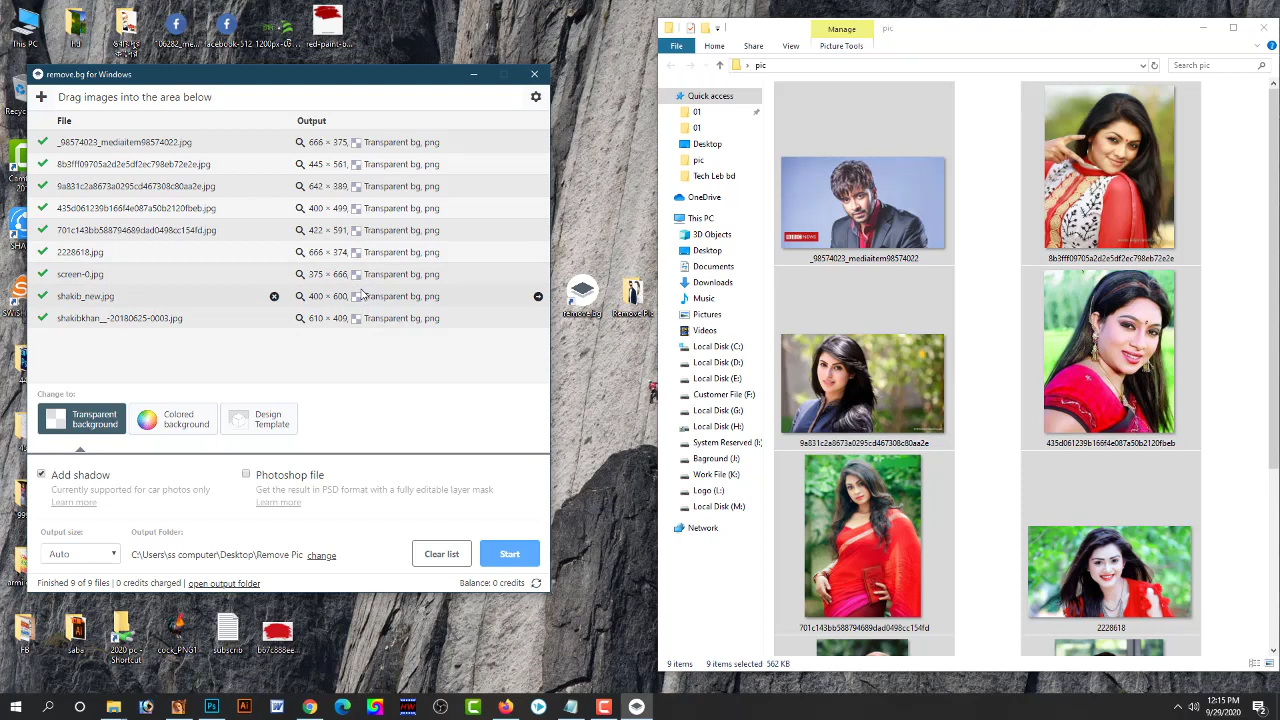 This PC
red-paint-b...
remove.bg for Windows
Drag images into the area below
File
Output
_98574023_mediaitem98574022.jpg
666 × 375, Transparent bg, png
8b3fff09705a2d2e5df2ec798eb72e2e.jpg
445 × 561, Transparent bg, png
642 × 389, Transparent bg, png
435d061239b166f4e087a50b2120fbeb.jpg
400 × 499, Transparent bg, png
422 × 591, Transparent bg, png
2228618.jpg
666 × 374, Transparent bg, png
375 × 666, Transparent bg, png
shakib_new.jpg
400 × 600, Transparent bg, png
shakibkhan__-20180625-0003.jpg
610 × 409, Transparent bg, png
Change to:
Transparent background
Colored background
Design Template
Add shadow
Currently supported for car photos only.
Learn more
Photoshop file
Get the result in PSD format with a fully editable layer mask
Learn more
Output size:
Output Folder:
Auto
C:\Users\ss computer\Desktop\Remove Pic change
Clear list
Start
Finished 9 of 9 files | 0 credits charged | open output folder
Balance: 0 credits
remove.bg
Remove Pic
Shortcut
Manage
pic
File
Home
Share
View
Picture Tools
pic
Search pic
Quick access
01
01
Desktop
pic
Tech Leb bd
OneDrive
This PC
3D Objects
Desktop
Documents
Downloads
Music
Pictures
Videos
Local Disk (C:)
Local Disk (D:)
Local Disk (E:)
Customer File (F:)
Local Disk (G:)
Local Disk (H:)
System Reserved (I:)
Baground (J:)
Work File (K:)
Logo (L:)
Local Disk (M:)
Network
BBC NEWS
_98574023_mediaitem98574022
8b3fff09705a2d2e5df2ec798eb72e2e
9a831c2a8673a0295cd467308c80aa2e
435d061239b166f4e087a50b2120fbeb
701c143bb588794689dad0498cc154fd
2228618
9 items
9 items selected 562 KB
12:15 PM
9/29/2020